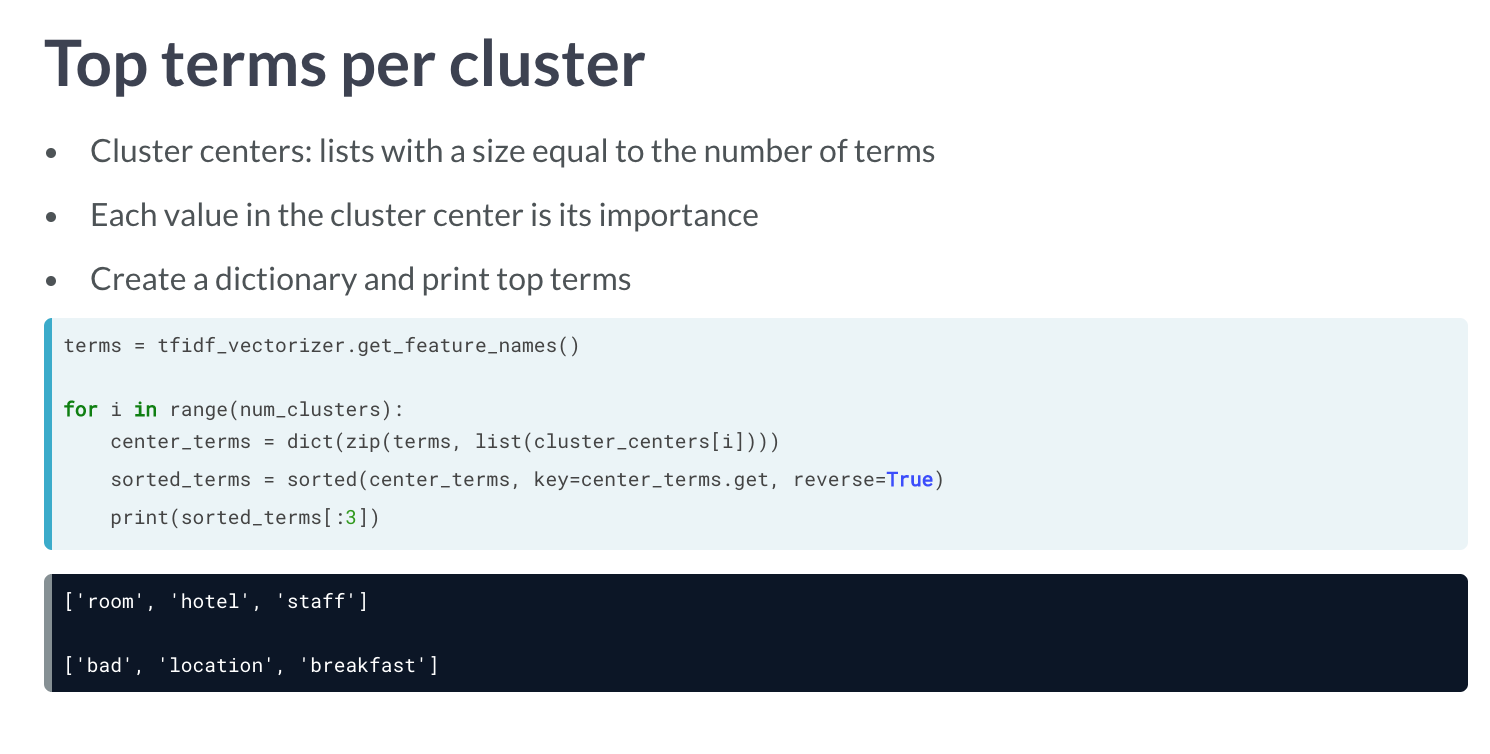 Top terms per cluster
• Cluster centers: lists with a size equal to the number of terms
• Each value in the cluster center is its importance
• Create a dictionary and print top terms
terms = tfidf_vectorizer.get_feature_names()
for i in range(num_clusters):
    center_terms = dict(zip(terms, list(cluster_centers[i])))
    sorted_terms = sorted(center_terms, key=center_terms.get, reverse=True)
    print(sorted_terms[:3])
['room', 'hotel', 'staff']
['bad', 'location', 'breakfast']